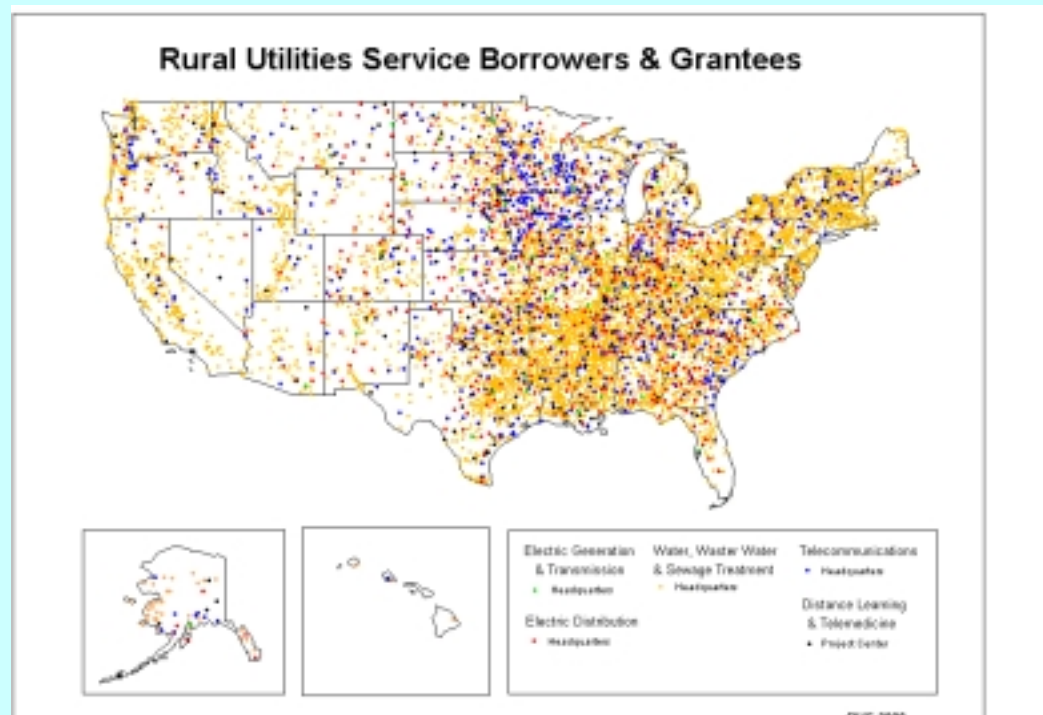 Rural Utilities Service Borrowers & Grantees
Electric Generation
& Transmission
Headquarters
Electric Distribution
Headquarters
Water, Waster Water
& Sewage Treatment
Headquarters
Telecommunications
Headquarters
Distance Learning
& Telemedicine
Project Center